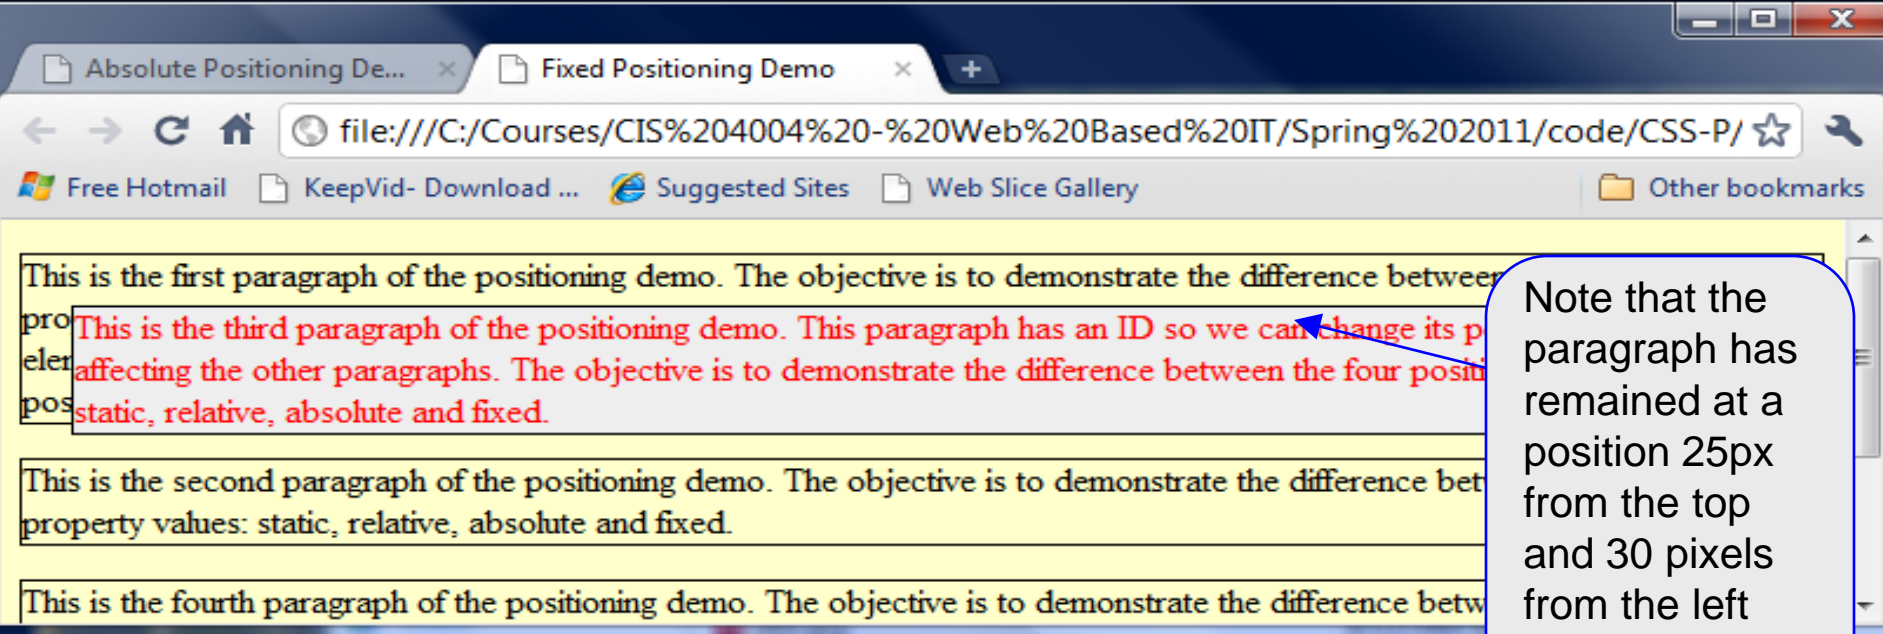 Absolute Positioning De...
Fixed Positioning Demo
file:///C:/Courses/CIS%204004%20-%20Web%20Based%20IT/Spring%202011/code/CSS-P/
Free Hotmail
KeepVid- Download ...
Suggested Sites
Web Slice Gallery
Other bookmarks
This is the first paragraph of the positioning demo. The objective is to demonstrate the difference between
pro
eler
pos
This is the third paragraph of the positioning demo. This paragraph has an ID so we can change its p
affecting the other paragraphs. The objective is to demonstrate the difference between the four positi
static, relative, absolute and fixed.
This is the second paragraph of the positioning demo. The objective is to demonstrate the difference bet
property values: static, relative, absolute and fixed.
This is the fourth paragraph of the positioning demo. The objective is to demonstrate the difference betw
Note that the
paragraph has
remained at a
position 25px
from the top
and 30 pixels
from the left